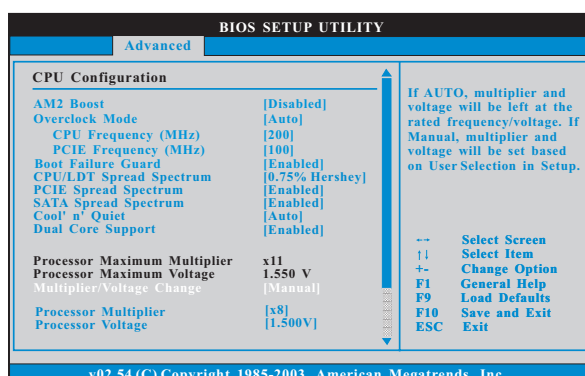 BIOS SETUP UTILITY
Advanced
CPU Configuration
AM2 Boost [Disabled]
Overclock Mode [Auto]
CPU Frequency (MHz) [200]
PCIE Frequency (MHz) [100]
Boot Failure Guard [Enabled]
CPU/LDT Spread Spectrum [0.75% Hershey]
PCIE Spread Spectrum [Enabled]
SATA Spread Spectrum [Enabled]
Cool' n' Quiet [Auto]
Dual Core Support [Enabled]
Processor Maximum Multiplier x11
Processor Maximum Voltage 1.550 V
Multiplier/Voltage Change [Manual]
Processor Multiplier [x8]
Processor Voltage [1.500V]
If AUTO, multiplier and
voltage will be left at the
rated frequency/voltage. If
Manual, multiplier and
voltage will be set based
on User Selection in Setup.
←→ Select Screen
↑↓ Select Item
+- Change Option
F1 General Help
F9 Load Defaults
F10 Save and Exit
ESC Exit
v02.54 (C) Copyright 1985-2003, American Megatrends, Inc.